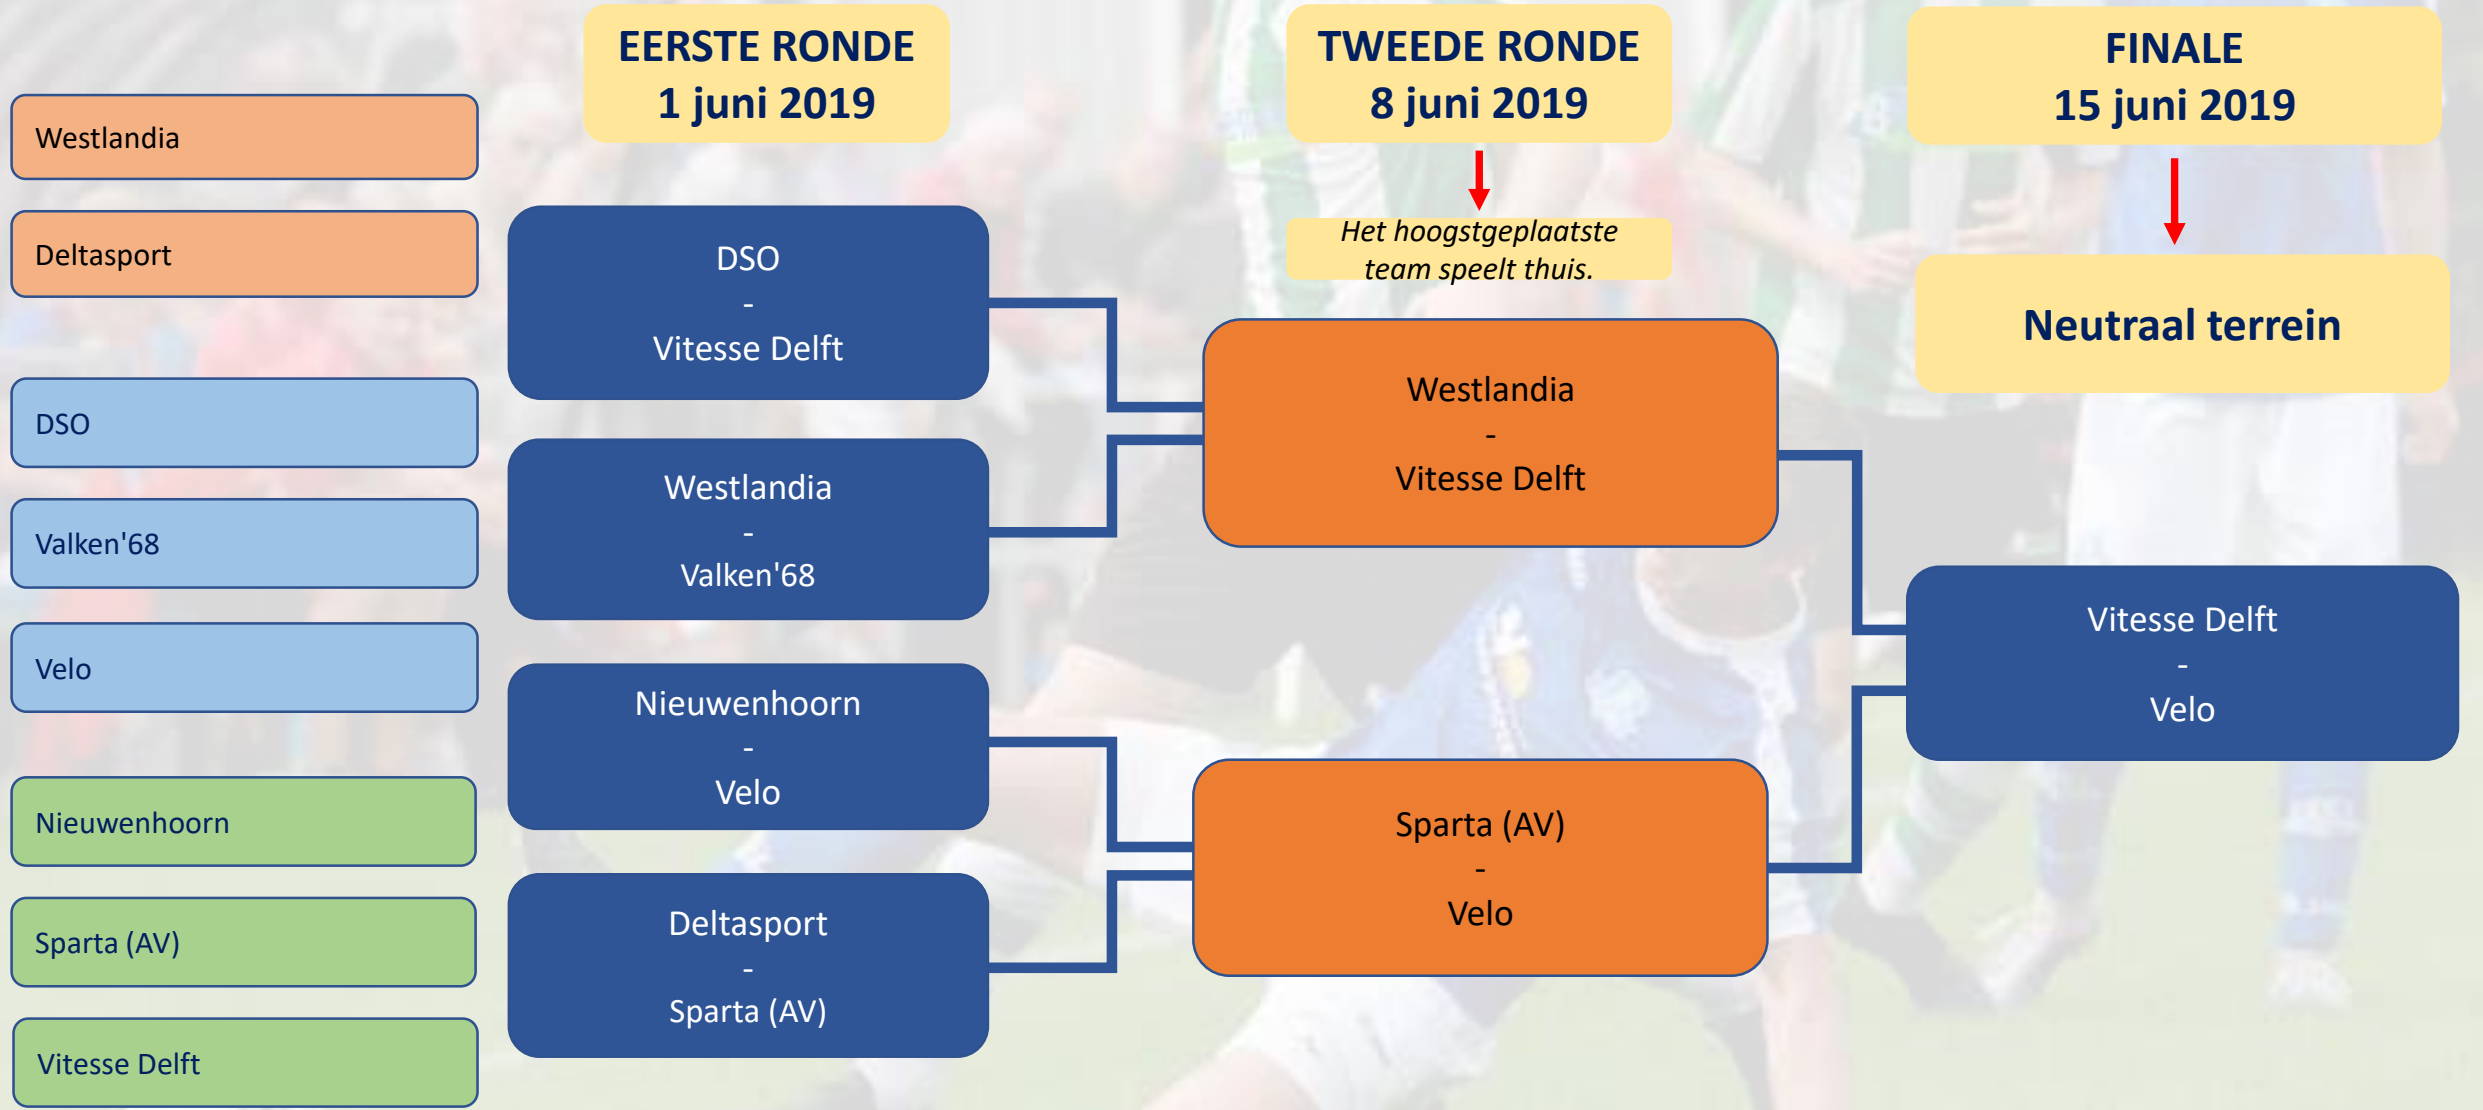 EERSTE RONDE
1 juni 2019
TWEEDE RONDE
8 juni 2019
FINALE
15 juni 2019
Westlandia
Deltasport
DSO
Valken'68
Velo
Nieuwenhoorn
Sparta (AV)
Vitesse Delft
DSO
-
Vitesse Delft
Westlandia
-
Valken'68
Nieuwenhoorn
-
Velo
Deltasport
-
Sparta (AV)
Het hoogstgeplaatste
team speelt thuis.
Westlandia
-
Vitesse Delft
Sparta (AV)
-
Velo
Neutraal terrein
Vitesse Delft
-
Velo